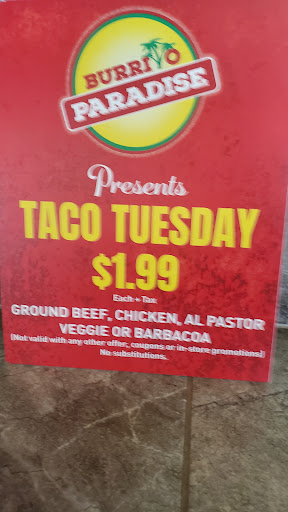 BURRITO
PARADISE
Presents
TACO TUESDAY
$1.99
Each + Tax
GROUND BEEF, CHICKEN, AL PASTOR
VEGGIE OR BARBACOA
(Not valid with any other offer, coupons or in-store promotions)
No substitutions.